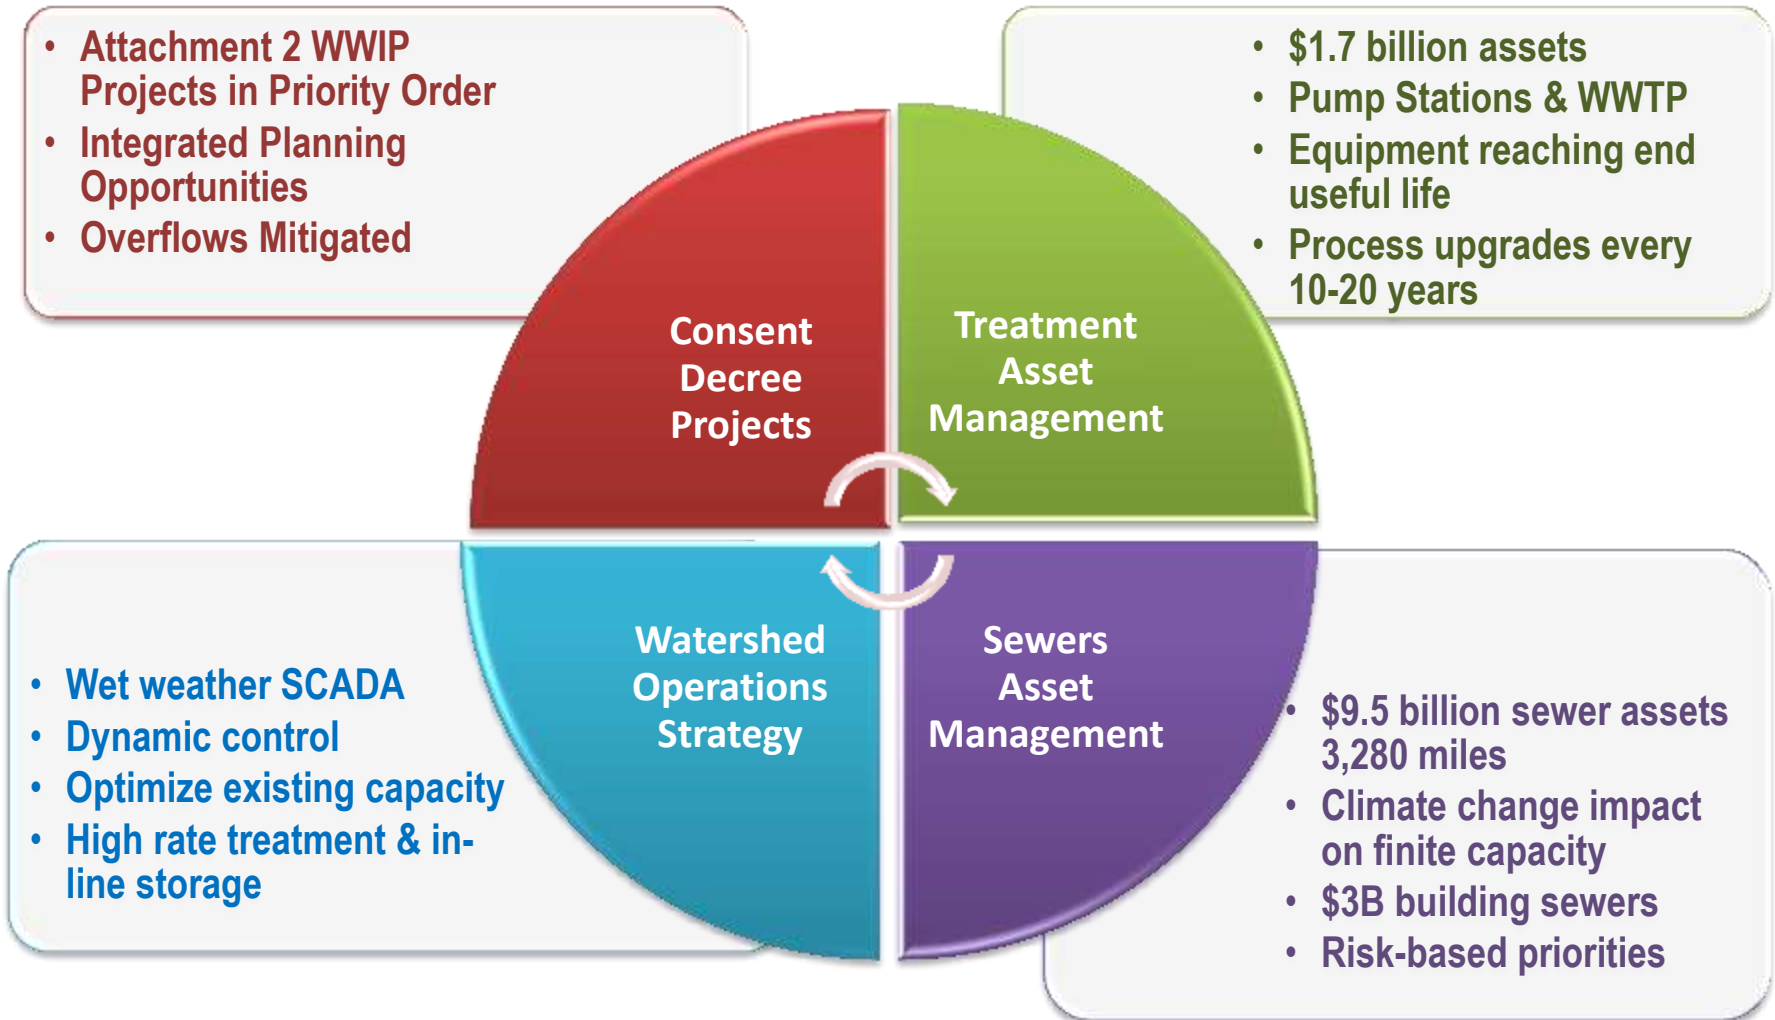 • Attachment 2 WWIP
Projects in Priority Order
• Integrated Planning
Opportunities
• Overflows Mitigated
• $1.7 billion assets
• Pump Stations & WWTP
• Equipment reaching end
useful life
• Process upgrades every
10-20 years
Consent
Decree
Projects
Treatment
Asset
Management
Watershed
Operations
Strategy
Sewers
Asset
Management
• Wet weather SCADA
• Dynamic control
• Optimize existing capacity
• High rate treatment & in-
line storage
• $9.5 billion sewer assets
3,280 miles
• Climate change impact
on finite capacity
• $3B building sewers
• Risk-based priorities